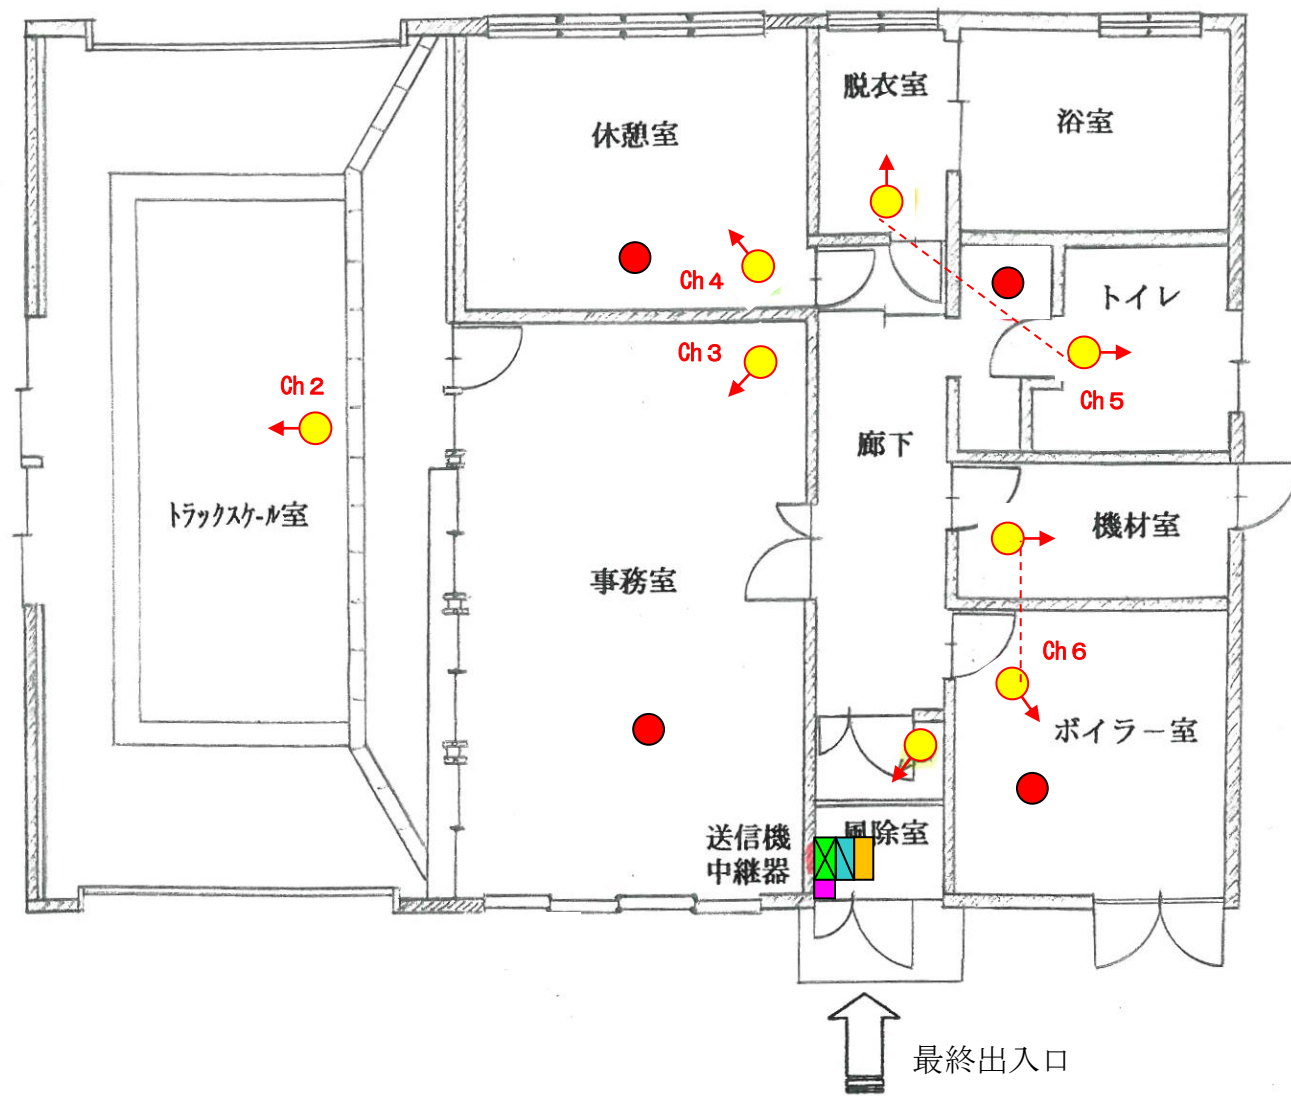 脱衣室
浴室
休憩室
Ch４
トイレ
Ch３
Ch２
Ch５
廊下
トラックスケール室
機材室
事務室
Ch６
ボイラー室
風除室
送信機
中継器
最終出入口